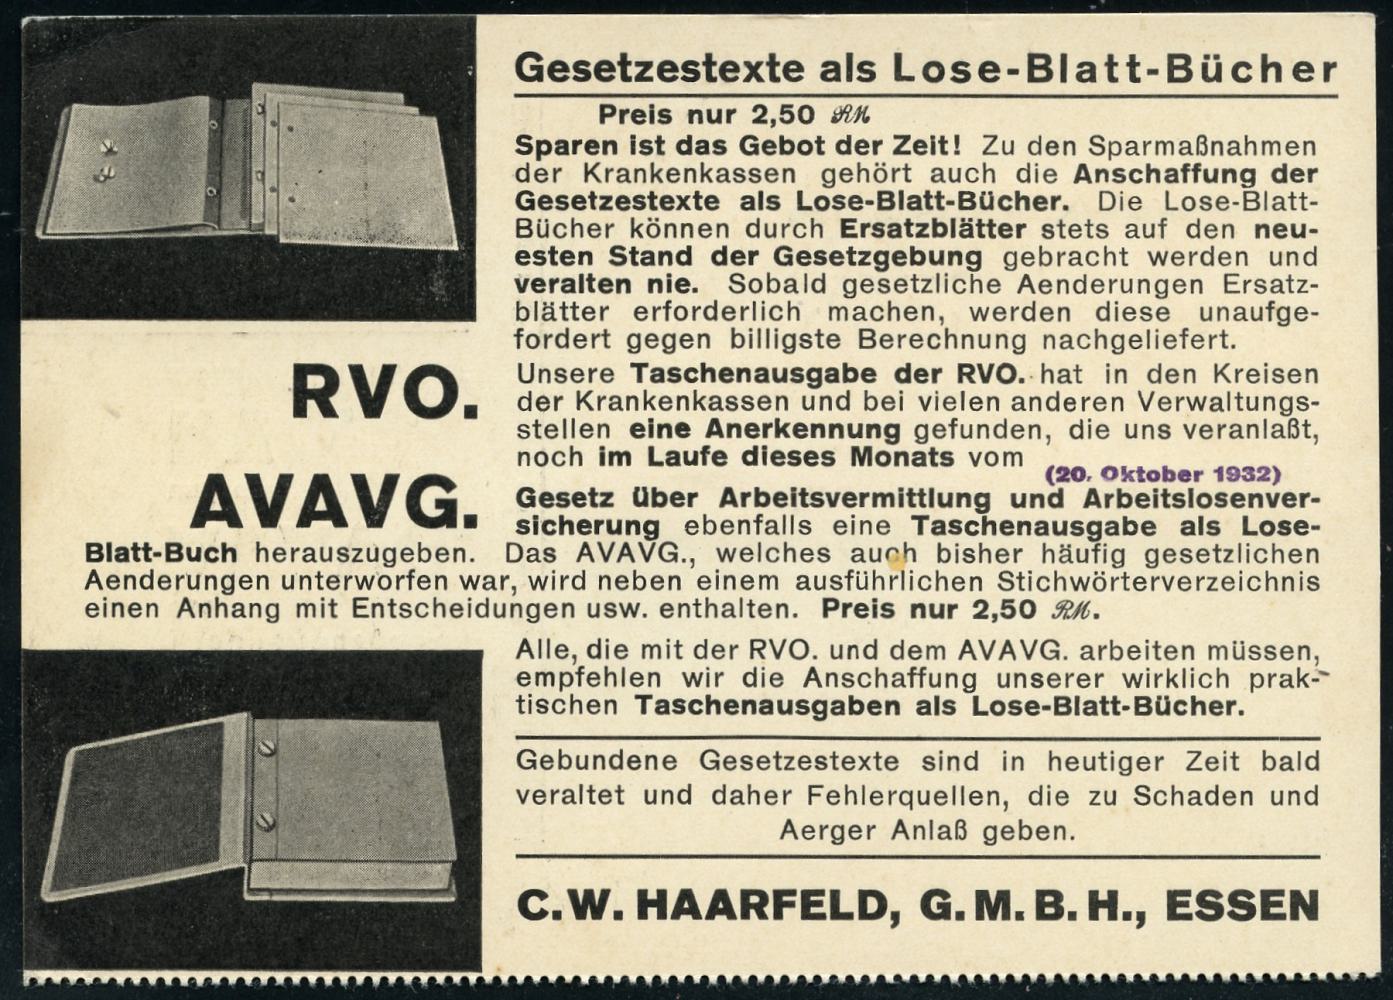 Gesetzestexte als Lose-Blatt-Bücher
Preis nur 2,50 RM
Sparen ist das Gebot der Zeit! Zu den Sparmaßnahmen
der Krankenkassen gehört auch die Anschaffung der
Gesetzestexte als Lose-Blatt-Bücher. Die Lose-Blatt-
Bücher können durch Ersatzblätter stets auf den neu-
esten Stand der Gesetzgebung gebracht werden und
veralten nie. Sobald gesetzliche Aenderungen Ersatz-
blätter erforderlich machen, werden diese unaufge-
fordert gegen billigste Berechnung nachgeliefert.
RVO.
Unsere Taschenausgabe der RVO. hat in den Kreisen
der Krankenkassen und bei vielen anderen Verwaltungs-
stellen eine Anerkennung gefunden, die uns veranlaßt,
noch im Laufe dieses Monats vom
(20. Oktober 1932)
AVAVG.
Gesetz über Arbeitsvermittlung und Arbeitslosenver-
sicherung ebenfalls eine Taschenausgabe als Lose-
Blatt-Buch herauszugeben. Das AVAVG., welches auch bisher häufig gesetzlichen
Aenderungen unterworfen war, wird neben einem ausführlichen Stichwörterverzeichnis
einen Anhang mit Entscheidungen usw. enthalten. Preis nur 2,50 RM.
Alle, die mit der RVO. und dem AVAVG. arbeiten müssen,
empfehlen wir die Anschaffung unserer wirklich prak-
tischen Taschenausgaben als Lose-Blatt-Bücher.
Gebundene Gesetzestexte sind in heutiger Zeit bald
veraltet und daher Fehlerquellen, die zu Schaden und
Aerger Anlaß geben.
C. W. HAARFELD, G. M. B. H., ESSEN